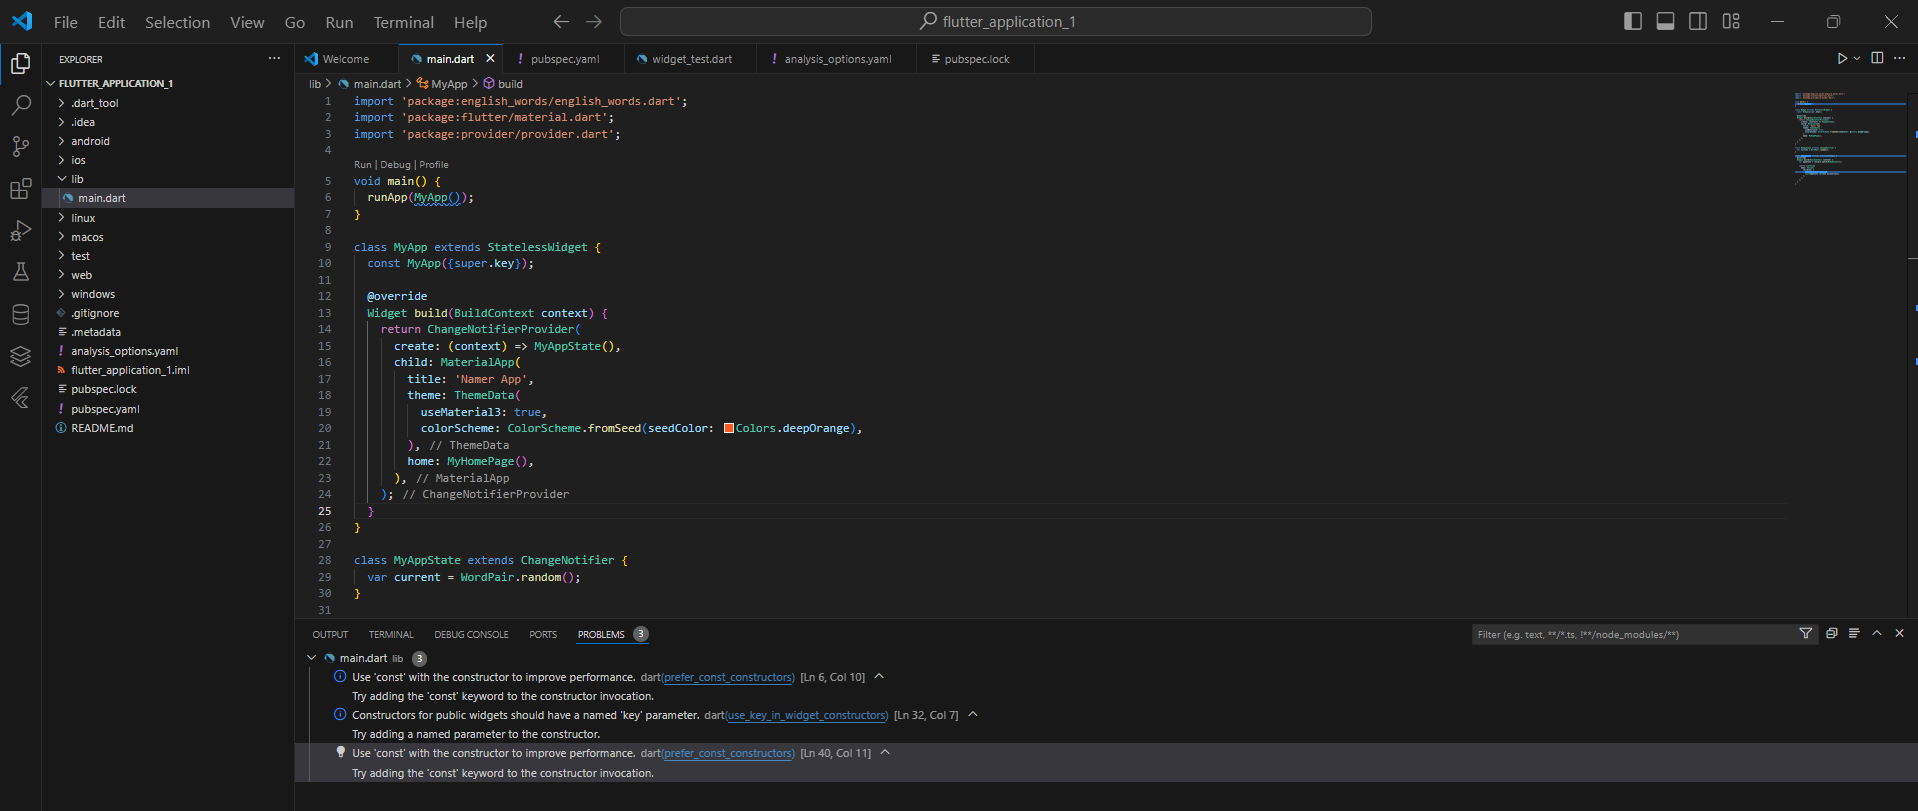 File Edit Selection View Go Run Terminal Help
flutter_application_1
EXPLORER
FLUTTER_APPLICATION_1
.dart_tool
.idea
android
ios
lib
main.dart
linux
macos
test
web
windows
.gitignore
.metadata
analysis_options.yaml
flutter_application_1.iml
pubspec.lock
pubspec.yaml
README.md
Welcome main.dart pubspec.yaml widget_test.dart analysis_options.yaml pubspec.lock
lib > main.dart > MyApp > build
1 import 'package:english_words/english_words.dart';
2 import 'package:flutter/material.dart';
3 import 'package:provider/provider.dart';
4
Run | Debug | Profile
5 void main() {
6 runApp(MyApp());
7 }
8
9 class MyApp extends StatelessWidget {
10 const MyApp({super.key});
11
12 @override
13 Widget build(BuildContext context) {
14 return ChangeNotifierProvider(
15 create: (context) => MyAppState(),
16 child: MaterialApp(
17 title: 'Namer App',
18 theme: ThemeData(
19 useMaterial3: true,
20 colorScheme: ColorScheme.fromSeed(seedColor: Colors.deepOrange),
21 ), // ThemeData
22 home: MyHomePage(),
23 ), // MaterialApp
24 ); // ChangeNotifierProvider
25 }
26 }
27
28 class MyAppState extends ChangeNotifier {
29 var current = WordPair.random();
30 }
31
OUTPUT TERMINAL DEBUG CONSOLE PORTS PROBLEMS 3
Filter (e.g. text, **/*.ts, !**/node_modules/**)
main.dart lib 3
Use 'const' with the constructor to improve performance. dart(prefer_const_constructors) [Ln 6, Col 10]
Try adding the 'const' keyword to the constructor invocation.
Constructors for public widgets should have a named 'key' parameter. dart(use_key_in_widget_constructors) [Ln 32, Col 7]
Try adding a named parameter to the constructor.
Use 'const' with the constructor to improve performance. dart(prefer_const_constructors) [Ln 40, Col 11]
Try adding the 'const' keyword to the constructor invocation.